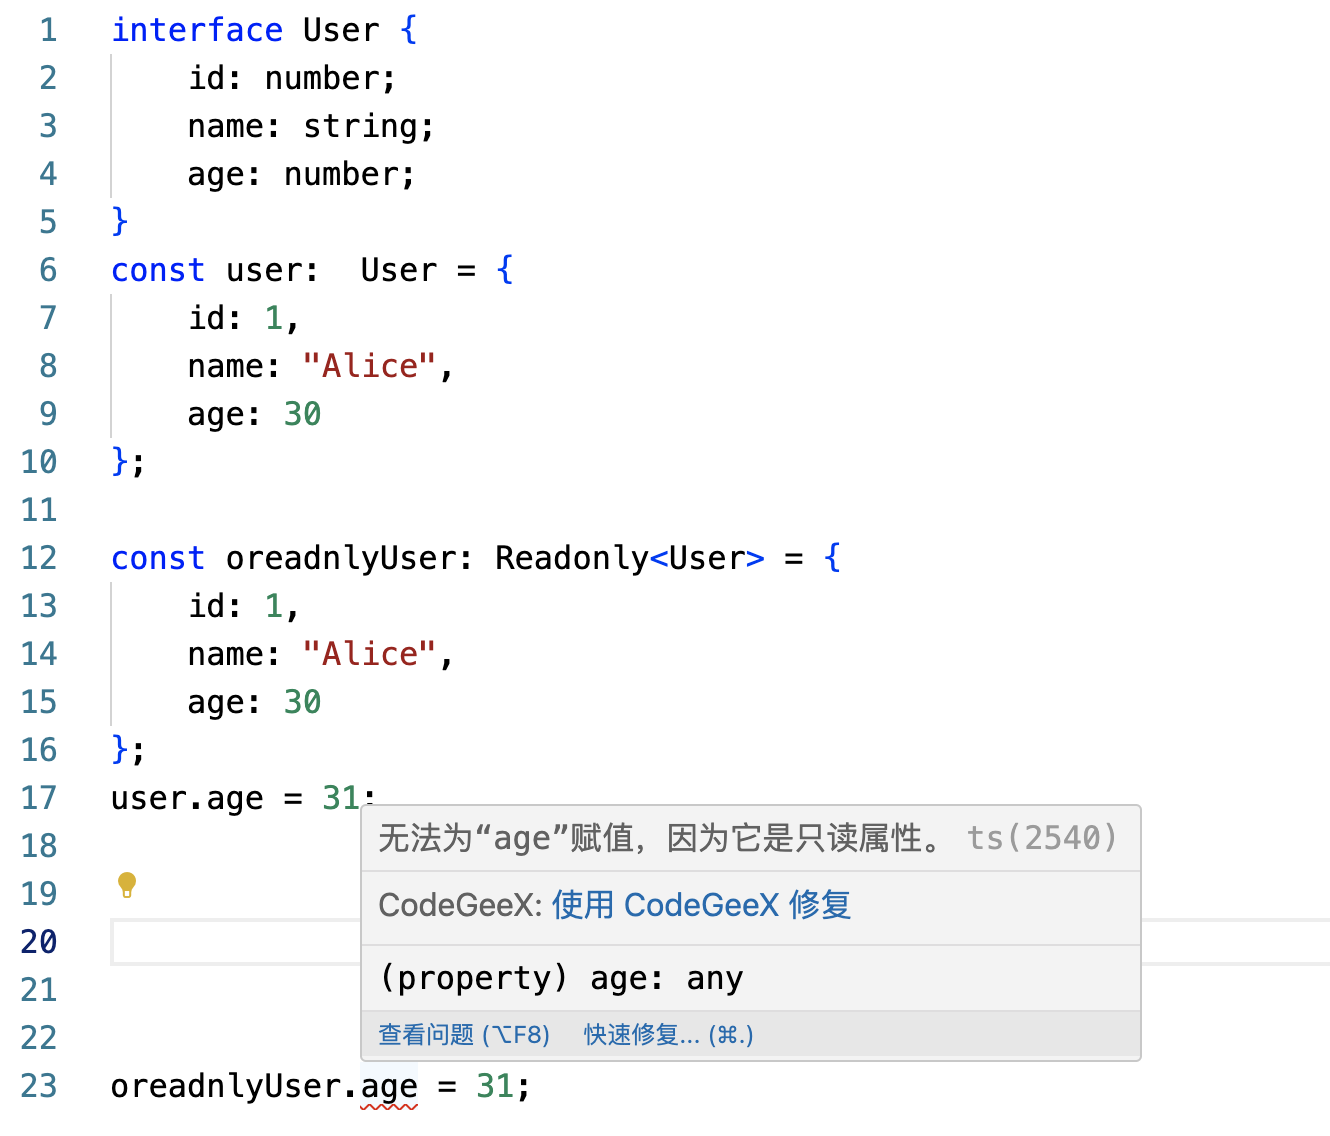 1 interface User {
2 id: number;
3 name: string;
4 age: number;
5 }
6 const user:  User = {
7 id: 1,
8 name: "Alice",
9 age: 30
10 };
11
12 const oreadnlyUser: Readonly<User> = {
13 id: 1,
14 name: "Alice",
15 age: 30
16 };
17 user.age = 31;
无法为“age”赋值，因为它是只读属性。 ts(2540)
18
19
CodeGeeX: 使用 CodeGeeX 修复
20
(property) age: any
21
22
查看问题 (⌥F8) 快速修复... (⌘.)
23 oreadnlyUser.age = 31;